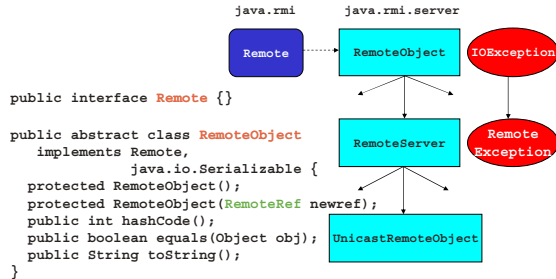 java.rmi
java.rmi.server
Remote
RemoteObject
IOException
public interface Remote {}
public abstract class RemoteObject
implements Remote,
java.io.Serializable {
protected RemoteObject();
protected RemoteObject(RemoteRef newref);
public int hashCode();
public boolean equals(Object obj);
public String toString();
}
RemoteServer
Remote
Exception
UnicastRemoteObject